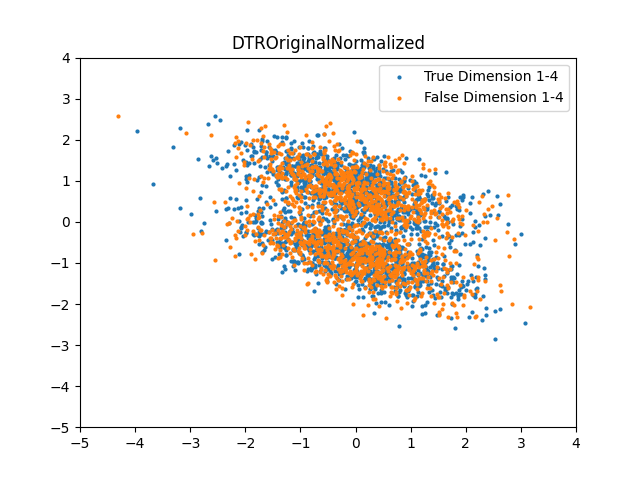 DTROriginalNormalized
True Dimension 1-4
False Dimension 1-4
4
3
2
1
0
−1
−2
−3
−4
−5
−5 −4 −3 −2 −1 0 1 2 3 4